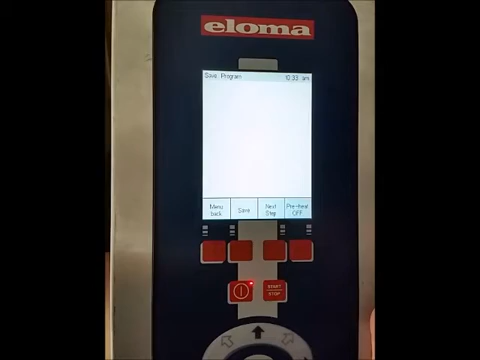 eloma
Save Program 10:33 am
Menu back
Save
Next Step
Pre-heat OFF
START
STOP